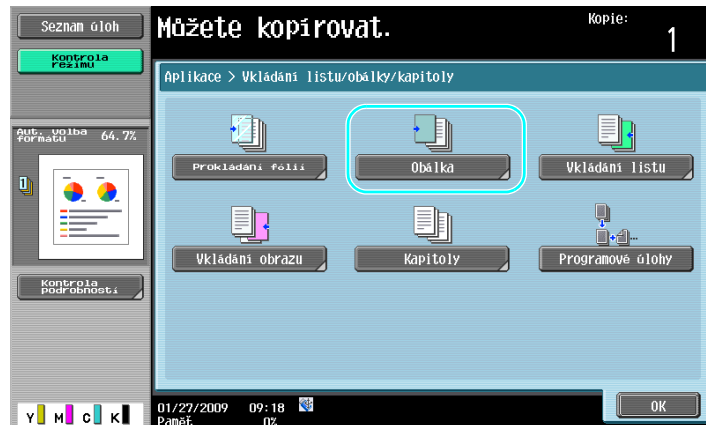 Seznam úloh
Můžete kopírovat.
Kopie:
1
Kontrola
režimu
Aplikace > Vkládání listu/obálky/kapitoly
Aut. volba
formátu
64.7%
1
Prokládání fólií
Obálka
Vkládání listu
Vkládání obrazu
Kapitoly
Programové úlohy
Kontrola
podrobností
01/27/2009 09:18
Paměť 0%
OK
Y M C K